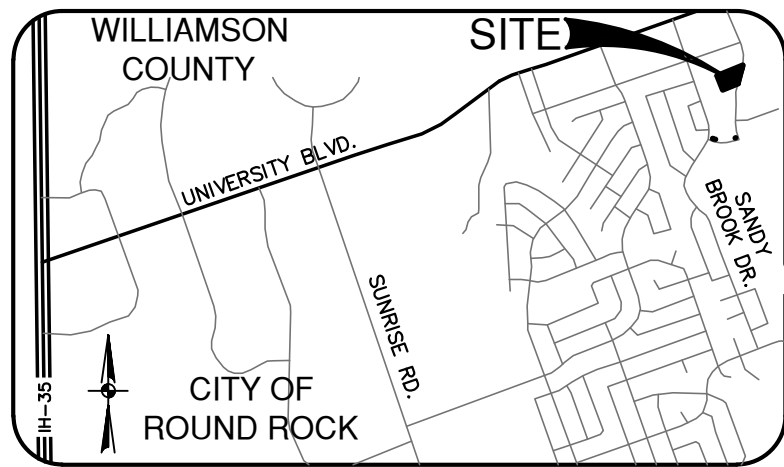 WILLIAMSON
COUNTY
SITE
UNIVERSITY BLVD.
SANDY
BROOK DR.
SUNRISE RD.
IH-35
CITY OF
ROUND ROCK